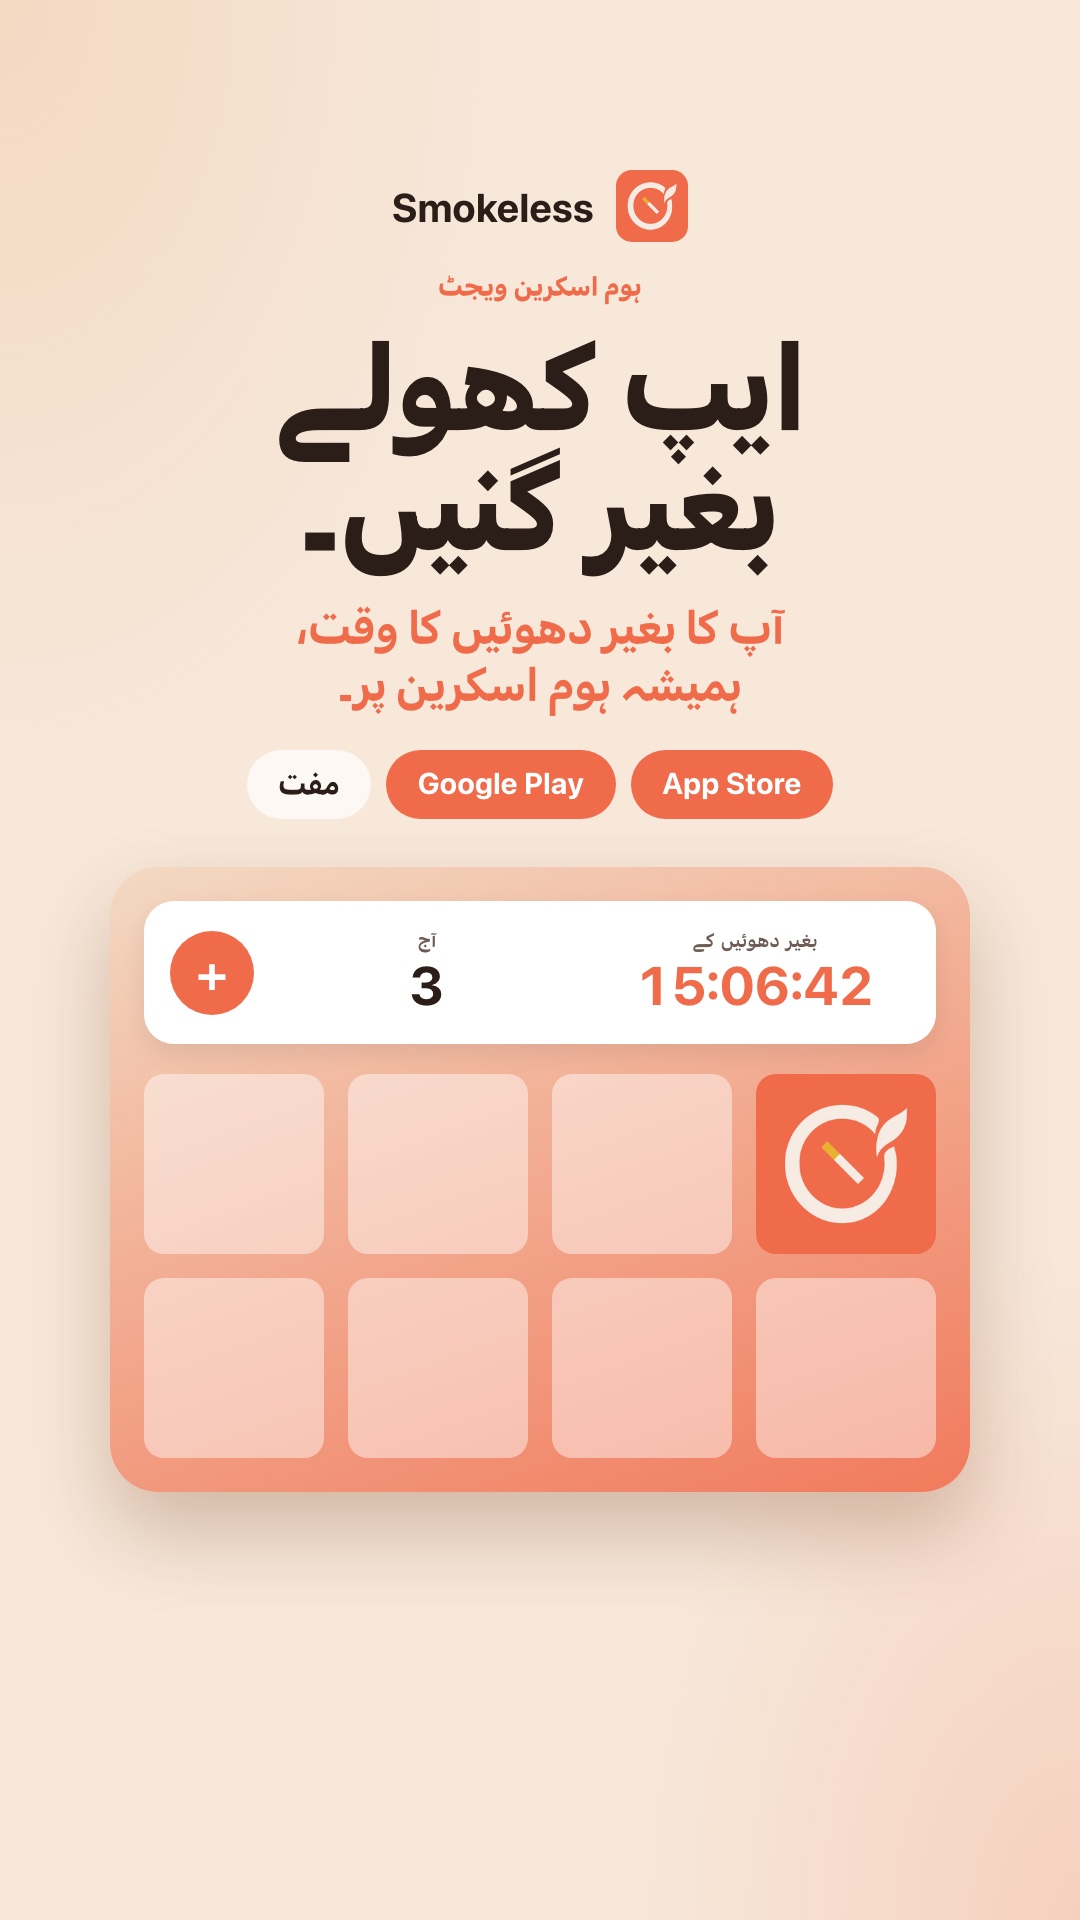 Smokeless
ہوم اسکرین ویجٹ
ایپ کھولے
بغیر گنیں۔
آپ کا بغیر دھوئیں کا وقت،
ہمیشہ ہوم اسکرین پر۔
App Store
Google Play
مفت
بغیر دھوئیں کے
15:06:42
آج
3
+